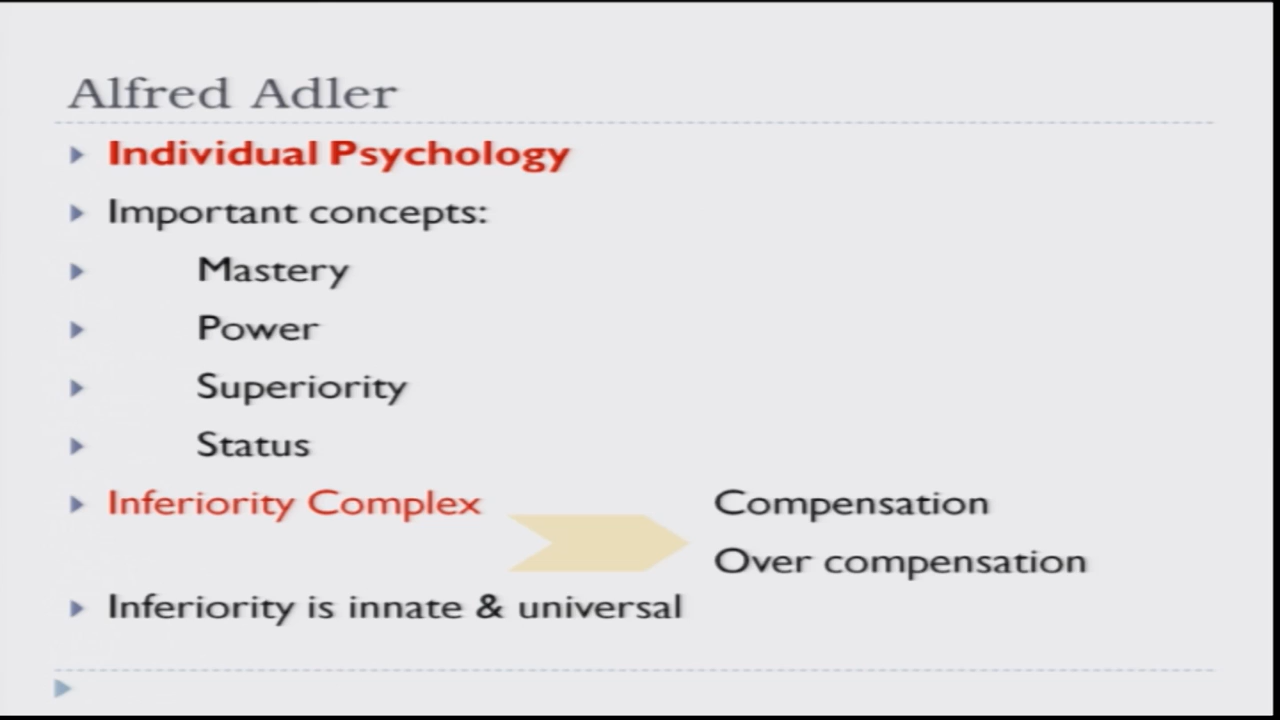 Alfred Adler
Individual Psychology
Important concepts:
Mastery
Power
Superiority
Status
Inferiority Complex
Compensation
Over compensation
Inferiority is innate & universal